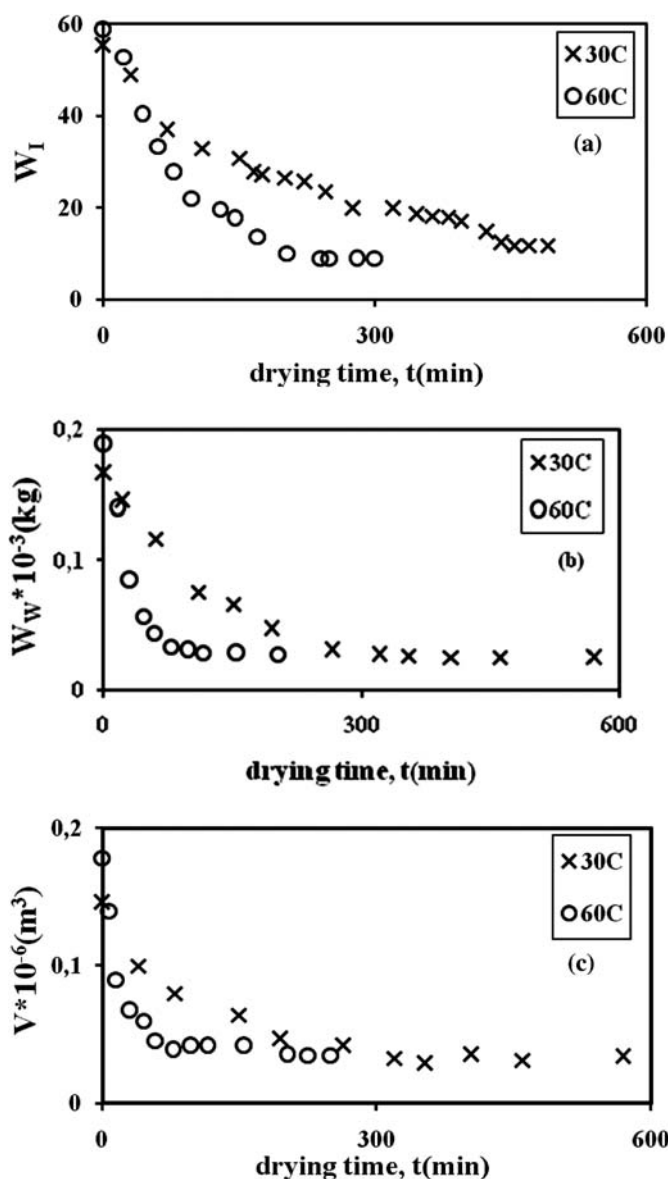 60
40
20
0
W_I
×30C
○60C
(a)
0 300 600
drying time, t(min)
0,2
0,1
0
W_W*10^-3(kg)
×30C
○60C
(b)
0 300 600
drying time, t(min)
0,2
0,1
0
V*10^-6(m^3)
×30C
○60C
(c)
0 300 600
drying time, t(min)